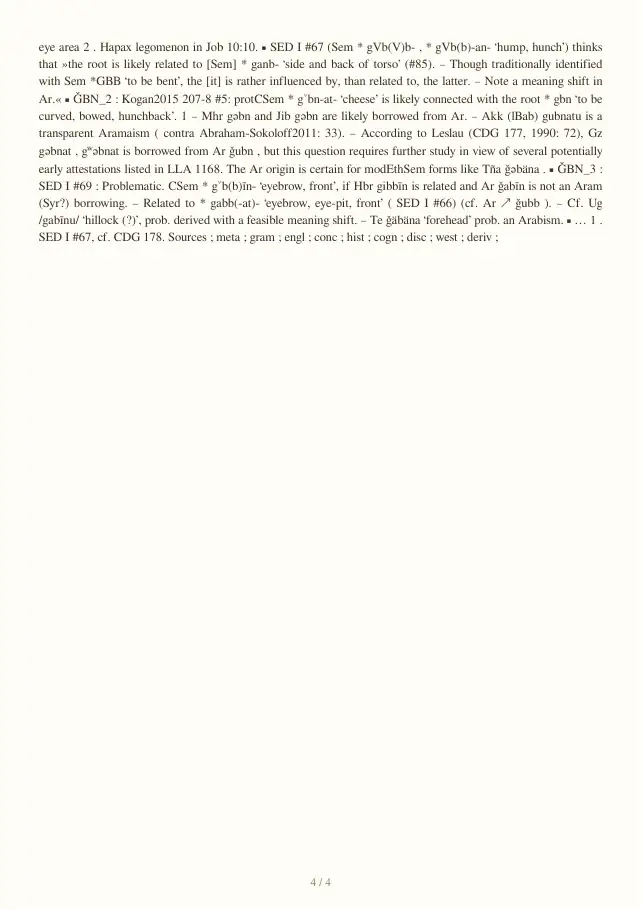 eye area 2 . Hapax legomenon in Job 10:10. ▪ SED I #67 (Sem * gVb(V)b- , * gVb(b)-an- ‘hump, hunch’) thinks
that »the root is likely related to [Sem] * ganb- ‘side and back of torso’ (#85). – Though traditionally identified
with Sem *GBB ‘to be bent’, the [it] is rather influenced by, than related to, the latter. – Note a meaning shift in
Ar.« ▪ ǦBN_2 : Kogan2015 207-8 #5: protCSem * gᵘbn-at- ‘cheese’ is likely connected with the root * gbn ‘to be
curved, bowed, hunchback’. 1 – Mhr gəbn and Jib gəbn are likely borrowed from Ar. – Akk (lBab) gubnatu is a
transparent Aramaism ( contra Abraham-Sokoloff2011: 33). – According to Leslau (CDG 177, 1990: 72), Gz
gəbnat , gʷəbnat is borrowed from Ar ǧubn , but this question requires further study in view of several potentially
early attestations listed in LLA 1168. The Ar origin is certain for modEthSem forms like Tña ǧəbäna . ▪ ǦBN_3 :
SED I #69 : Problematic. CSem * gᵘb(b)īn- ‘eyebrow, front’, if Hbr gibbīn is related and Ar ǧabīn is not an Aram
(Syr?) borrowing. – Related to * gabb(-at)- ‘eyebrow, eye-pit, front’ ( SED I #66) (cf. Ar ↗ ǧubb ). – Cf. Ug
/gabīnu/ ‘hillock (?)’, prob. derived with a feasible meaning shift. – Te ǧäbäna ‘forehead’ prob. an Arabism. ▪ … 1 .
SED I #67, cf. CDG 178. Sources ; meta ; gram ; engl ; conc ; hist ; cogn ; disc ; west ; deriv ;
4 / 4